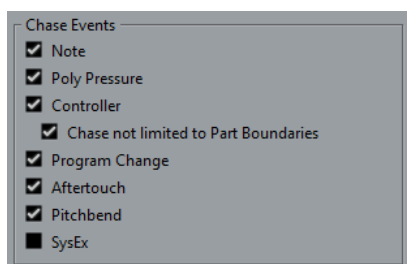 Chase Events
Note
Poly Pressure
Controller
Chase not limited to Part Boundaries
Program Change
Aftertouch
Pitchbend
SysEx